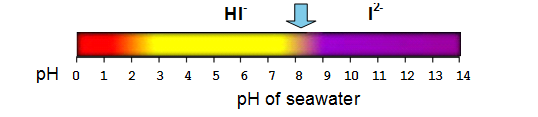 HI⁻ I²⁻
pH 0 1 2 3 4 5 6 7 8 9 10 11 12 13 14
pH of seawater